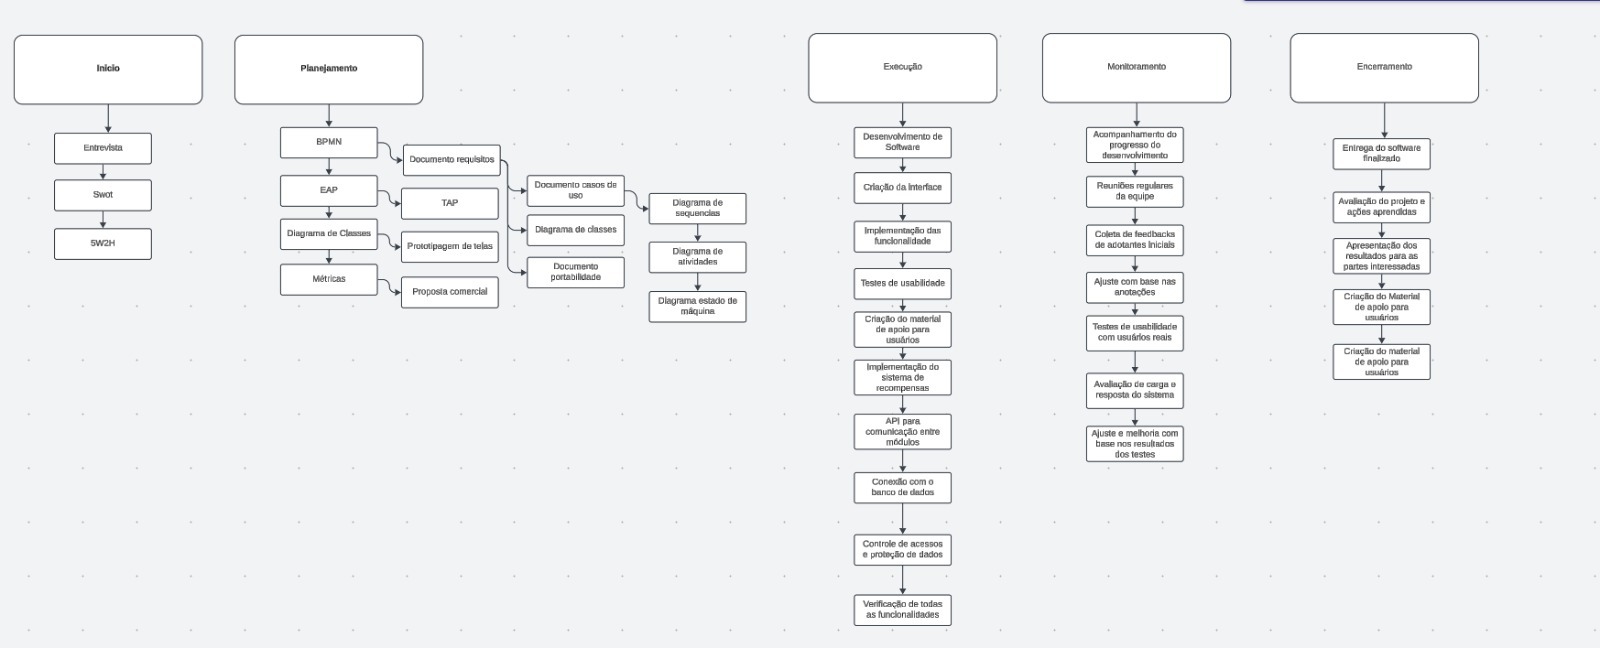 Inicio
Entrevista
Swot
5W2H
Planejamento
BPMN
EAP
Diagrama de Classes
Métricas
Documento requisitos
TAP
Prototipagem de telas
Proposta comercial
Documento casos de
uso
Diagrama de classes
Documento
portabilidade
Diagrama de
sequencias
Diagrama de
atividades
Diagrama estado de
máquina
Execução
Desenvolvimento de
Software
Criação da interface
Implementação das
funcionalidade
Testes de usabilidade
Criação do material
de apoio para
usuários
Implementação do
sistema de
recompensas
API para
comunicação entre
módulos
Conexão com o
banco de dados
Controle de acessos
e proteção de dados
Verificação de todas
as funcionalidades
Monitoramento
Acompanhamento do
progresso do
desenvolvimento
Reuniões regulares
da equipe
Coleta de feedbacks
de adotantes iniciais
Ajuste com base nas
anotações
Testes de usabilidade
com usuários reais
Avaliação de carga e
resposta do sistema
Ajuste e melhoria com
base nos resultados
dos testes
Encerramento
Entrega do software
finalizado
Avaliação do projeto e
ações aprendidas
Apresentação dos
resultados para as
partes interessadas
Criação do Material
de apoio para
usuários
Criação do material
de apoio para
usuários